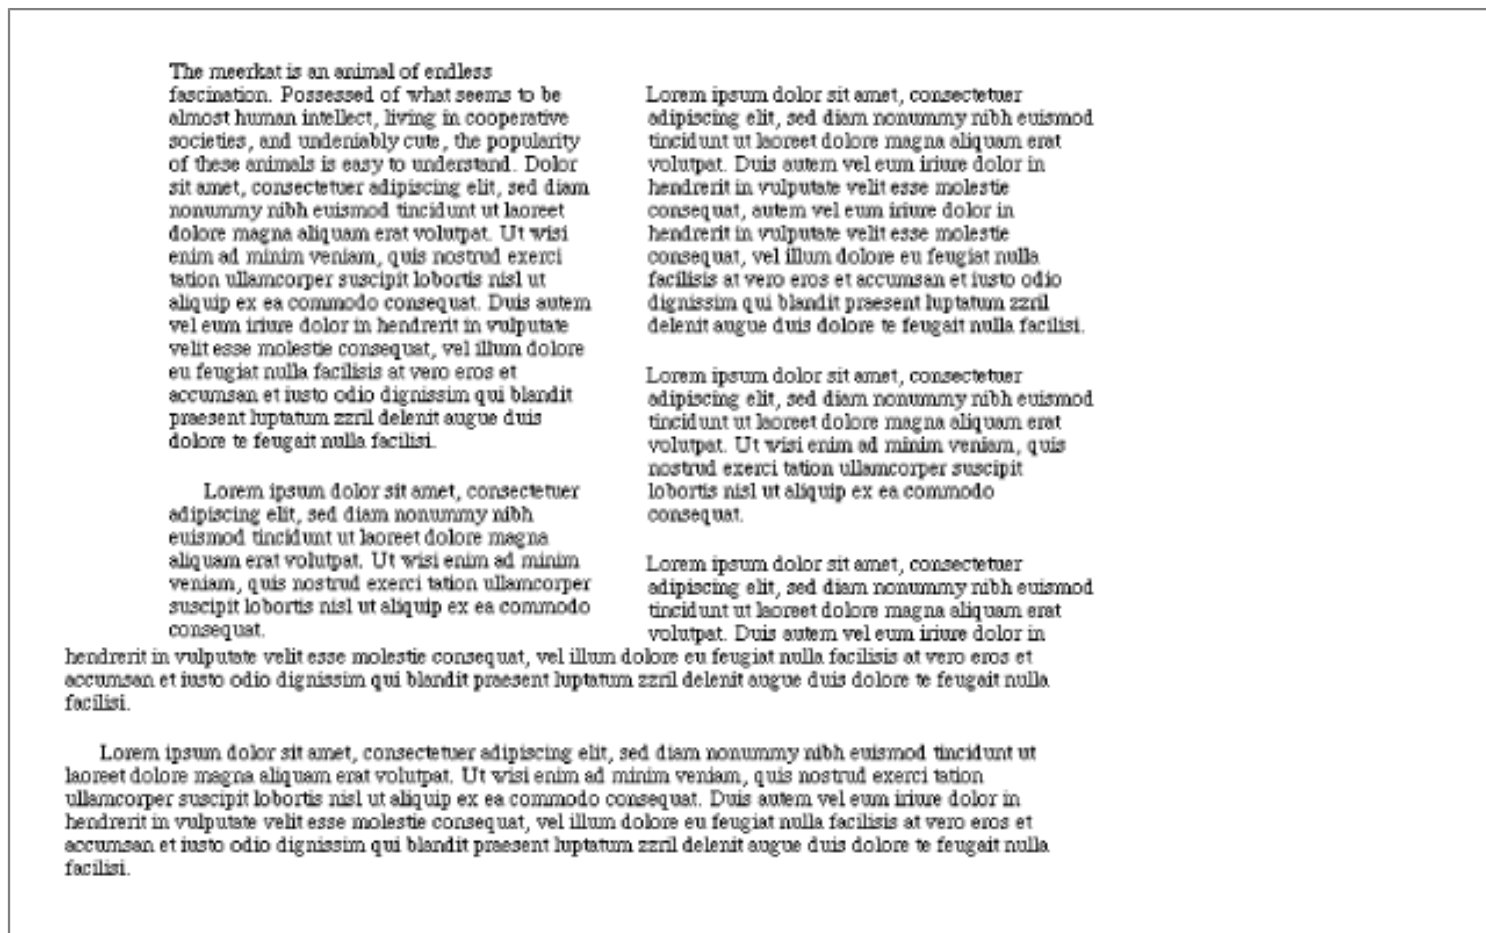 The meerkat is an animal of endless
fascination. Possessed of what seems to be
almost human intellect, living in cooperative
societies, and undeniably cute, the popularity
of these animals is easy to understand. Dolor
sit amet, consectetuer adipiscing elit, sed diam
nonummy nibh euismod tincidunt ut laoreet
dolore magna aliquam erat volutpat. Ut wisi
enim ad minim veniam, quis nostrud exerci
tation ullamcorper suscipit lobortis nisl ut
aliquip ex ea commodo consequat. Duis autem
vel eum iriure dolor in hendrerit in vulputate
velit esse molestie consequat, vel illum dolore
eu feugiat nulla facilisis at vero eros et
accumsan et iusto odio dignissim qui blandit
praesent luptatum zzril delenit augue duis
dolore te feugait nulla facilisi.
Lorem ipsum dolor sit amet, consectetuer
adipiscing elit, sed diam nonummy nibh
euismod tincidunt ut laoreet dolore magna
aliquam erat volutpat. Ut wisi enim ad minim
veniam, quis nostrud exerci tation ullamcorper
suscipit lobortis nisl ut aliquip ex ea commodo
consequat.
Lorem ipsum dolor sit amet, consectetuer
adipiscing elit, sed diam nonummy nibh euismod
tincidunt ut laoreet dolore magna aliquam erat
volutpat. Duis autem vel eum iriure dolor in
hendrerit in vulputate velit esse molestie
consequat, autem vel eum iriure dolor in
hendrerit in vulputate velit esse molestie
consequat, vel illum dolore eu feugiat nulla
facilisis at vero eros et accumsan et iusto odio
dignissim qui blandit praesent luptatum zzril
delenit augue duis dolore te feugait nulla facilisi.
Lorem ipsum dolor sit amet, consectetuer
adipiscing elit, sed diam nonummy nibh euismod
tincidunt ut laoreet dolore magna aliquam erat
volutpat. Ut wisi enim ad minim veniam, quis
nostrud exerci tation ullamcorper suscipit
lobortis nisl ut aliquip ex ea commodo
consequat.
Lorem ipsum dolor sit amet, consectetuer
adipiscing elit, sed diam nonummy nibh euismod
tincidunt ut laoreet dolore magna aliquam erat
volutpat. Duis autem vel eum iriure dolor in
hendrerit in vulputate velit esse molestie consequat, vel illum dolore eu feugiat nulla facilisis at vero eros et
accumsan et iusto odio dignissim qui blandit praesent luptatum zzril delenit augue duis dolore te feugait nulla
facilisi.
Lorem ipsum dolor sit amet, consectetuer adipiscing elit, sed diam nonummy nibh euismod tincidunt ut
laoreet dolore magna aliquam erat volutpat. Ut wisi enim ad minim veniam, quis nostrud exerci tation
ullamcorper suscipit lobortis nisl ut aliquip ex ea commodo consequat. Duis autem vel eum iriure dolor in
hendrerit in vulputate velit esse molestie consequat, vel illum dolore eu feugiat nulla facilisis at vero eros et
accumsan et iusto odio dignissim qui blandit praesent luptatum zzril delenit augue duis dolore te feugait nulla
facilisi.